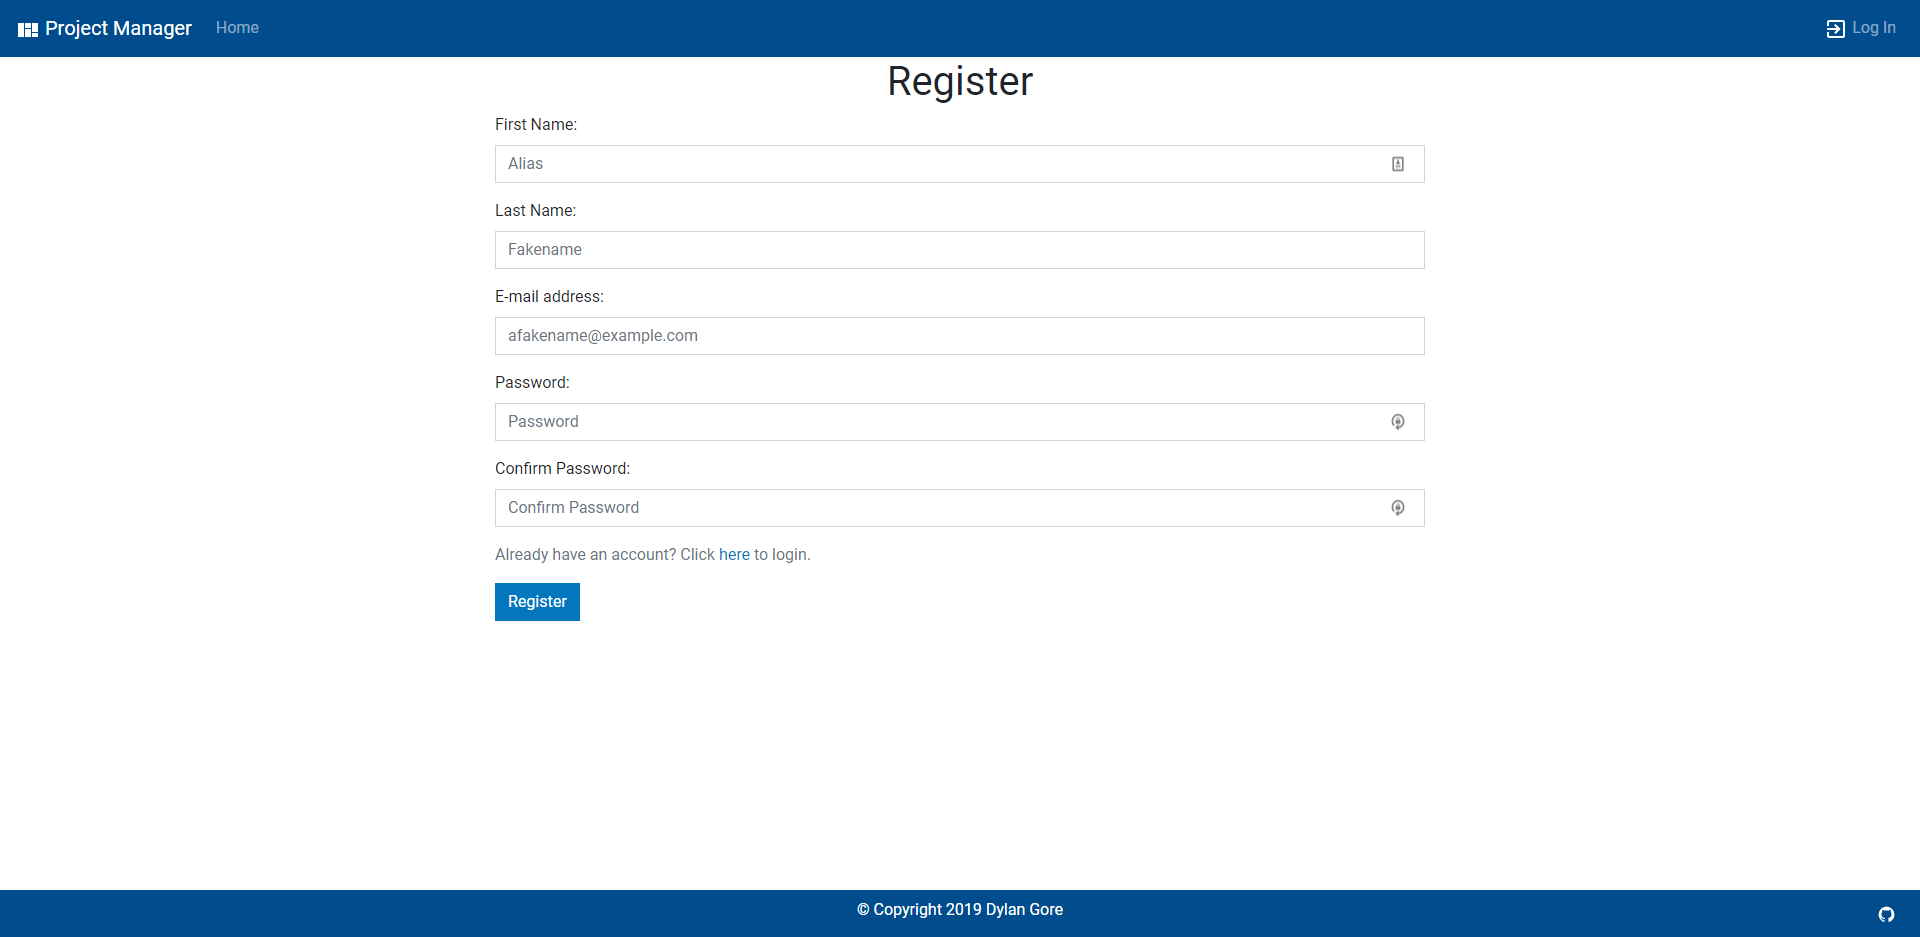 Project Manager Home Log In
Register
First Name:
Alias
Last Name:
Fakename
E-mail address:
afakename@example.com
Password:
Password
Confirm Password:
Confirm Password
Already have an account? Click here to login.
Register
© Copyright 2019 Dylan Gore